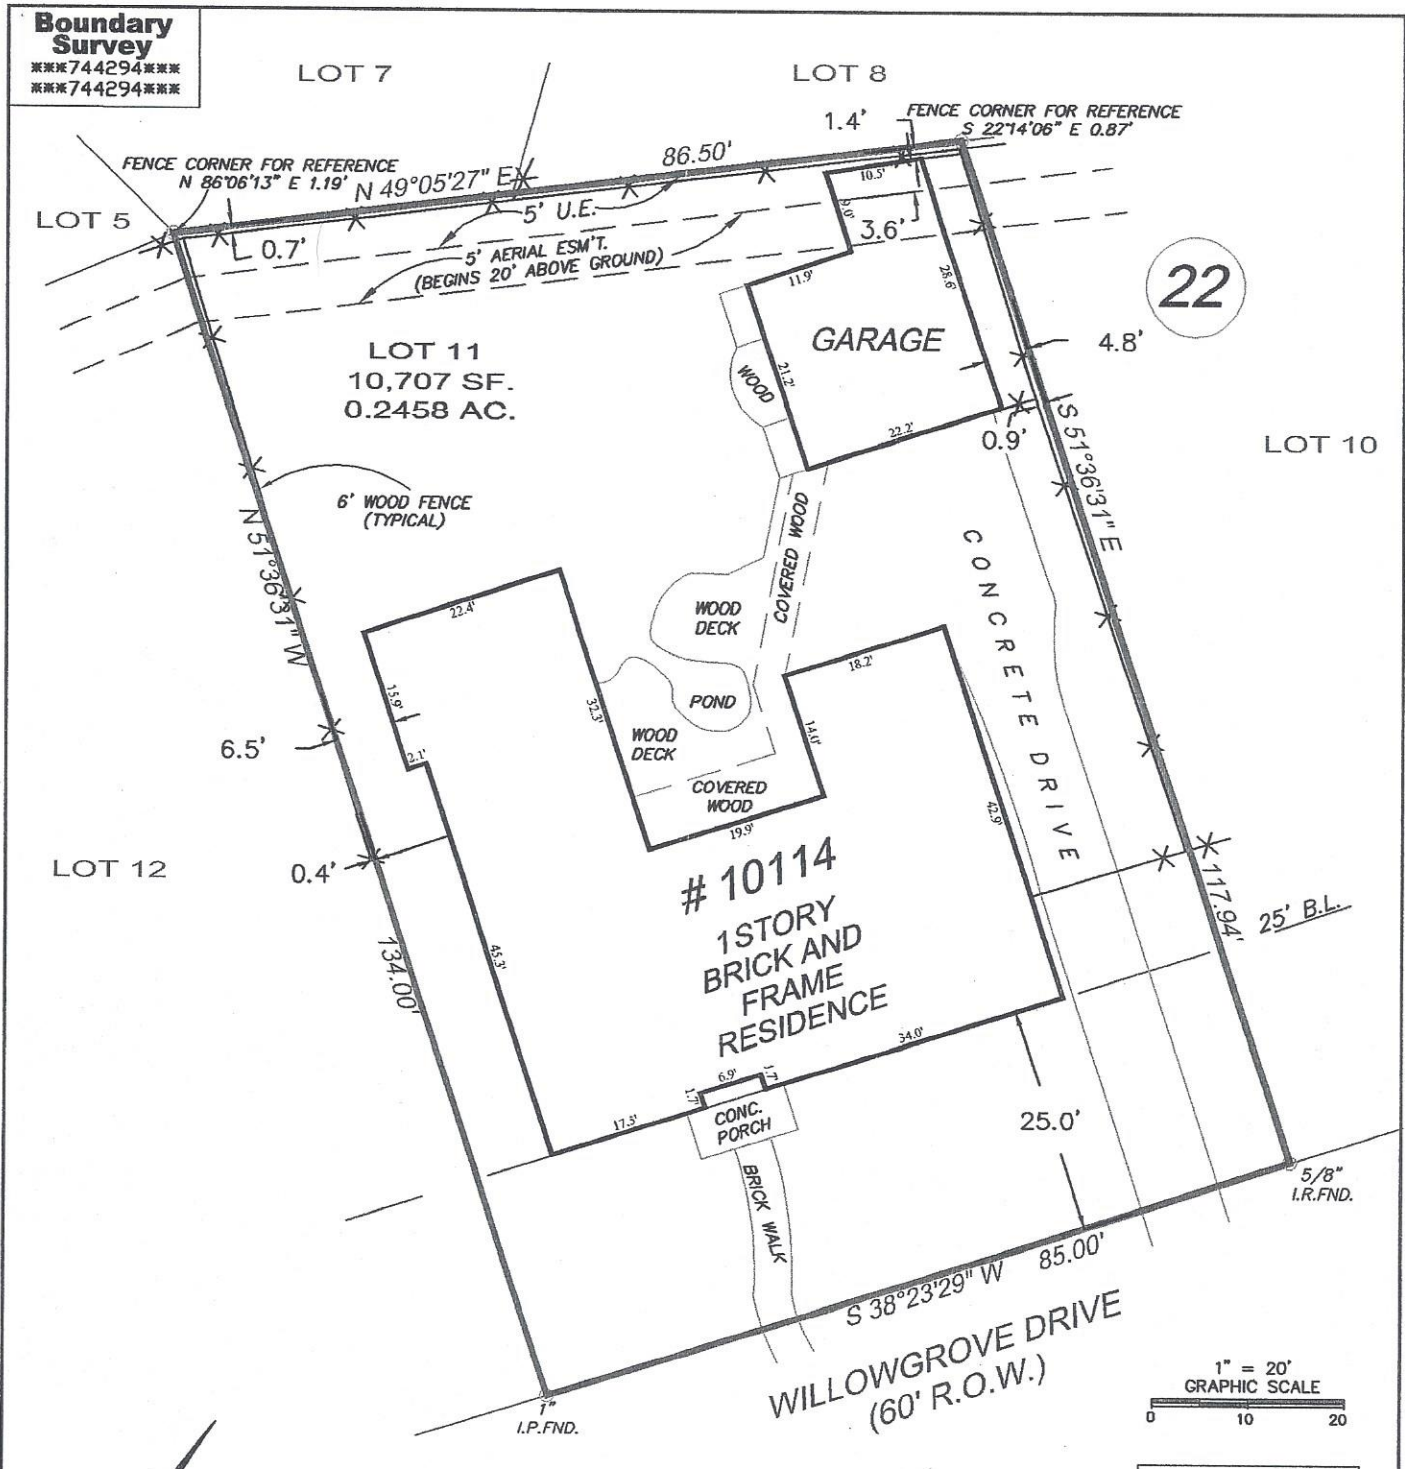 Boundary
Survey
***744294***
***744294***
LOT 7
LOT 8
FENCE CORNER FOR REFERENCE
S 22°14'06" E 0.87'
1.4'
FENCE CORNER FOR REFERENCE
N 86°06'13" E 1.19'
N 49°05'27" E
86.50'
LOT 5
0.7'
5' U.E.
10.5'
9.0'
3.6'
5' AERIAL ESM'T.
(BEGINS 20' ABOVE GROUND)
11.9'
28.6'
22
LOT 11
10,707 SF.
0.2458 AC.
GARAGE
4.8'
WOOD
21.2'
22.2'
0.9'
S 51°36'31" E
LOT 10
6' WOOD FENCE
(TYPICAL)
N 51°36'31" W
COVERED WOOD
CONCRETE DRIVE
22.4'
WOOD
DECK
18.2'
15.9'
32.3'
POND
14.0'
6.5'
2.1'
WOOD
DECK
COVERED
WOOD
19.9'
42.9'
LOT 12
0.4'
# 10114
1 STORY
BRICK AND
FRAME
RESIDENCE
117.94'
25' B.L.
134.00'
45.3'
34.0'
6.9'
1.7'
1.7'
17.5'
CONC.
PORCH
25.0'
BRICK WALK
5/8"
I.R.FND.
85.00'
S 38°23'29" W
WILLOWGROVE DRIVE
(60' R.O.W.)
1"
I.P.FND.
1" = 20'
GRAPHIC SCALE
0 10 20